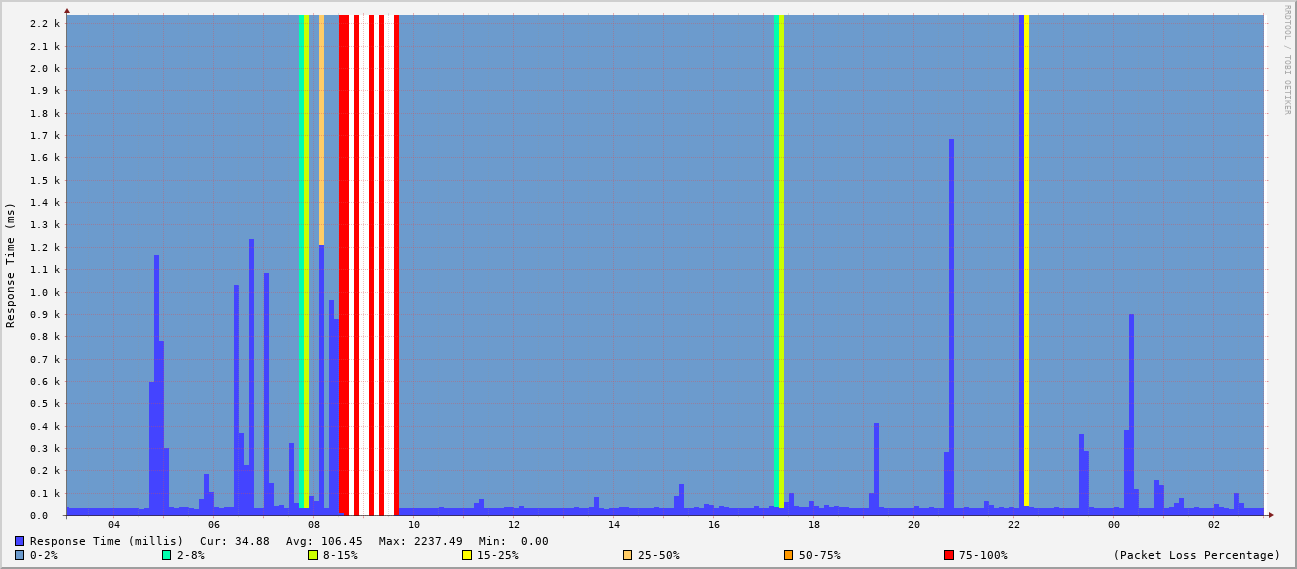 RRDTOOL / TOBI OETIKER
Response Time (ms)
2.2 k
2.1 k
2.0 k
1.9 k
1.8 k
1.7 k
1.6 k
1.5 k
1.4 k
1.3 k
1.2 k
1.1 k
1.0 k
0.9 k
0.8 k
0.7 k
0.6 k
0.5 k
0.4 k
0.3 k
0.2 k
0.1 k
0.0
04 06 08 10 12 14 16 18 20 22 00 02
Response Time (millis) Cur: 34.88 Avg: 106.45 Max: 2237.49 Min: 0.00
0-2% 2-8% 8-15% 15-25% 25-50% 50-75% 75-100% (Packet Loss Percentage)